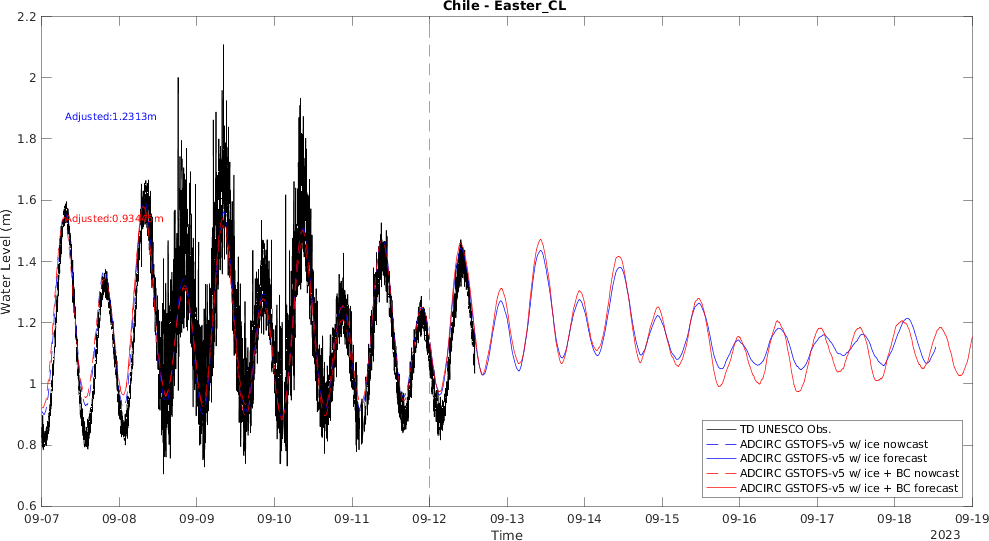 Chile - Easter_CL
2.2
2
1.8
1.6
1.4
1.2
1
0.8
0.6
Water Level (m)
Adjusted:1.2313m
TD UNESCO Obs.
ADCIRC GSTOFS-v5 w/ ice nowcast
ADCIRC GSTOFS-v5 w/ ice forecast
ADCIRC GSTOFS-v5 w/ ice + BC nowcast
ADCIRC GSTOFS-v5 w/ ice + BC forecast
09-07 09-08 09-09 09-10 09-11 09-12 09-13 09-14 09-15 09-16 09-17 09-18 09-19
Time
2023